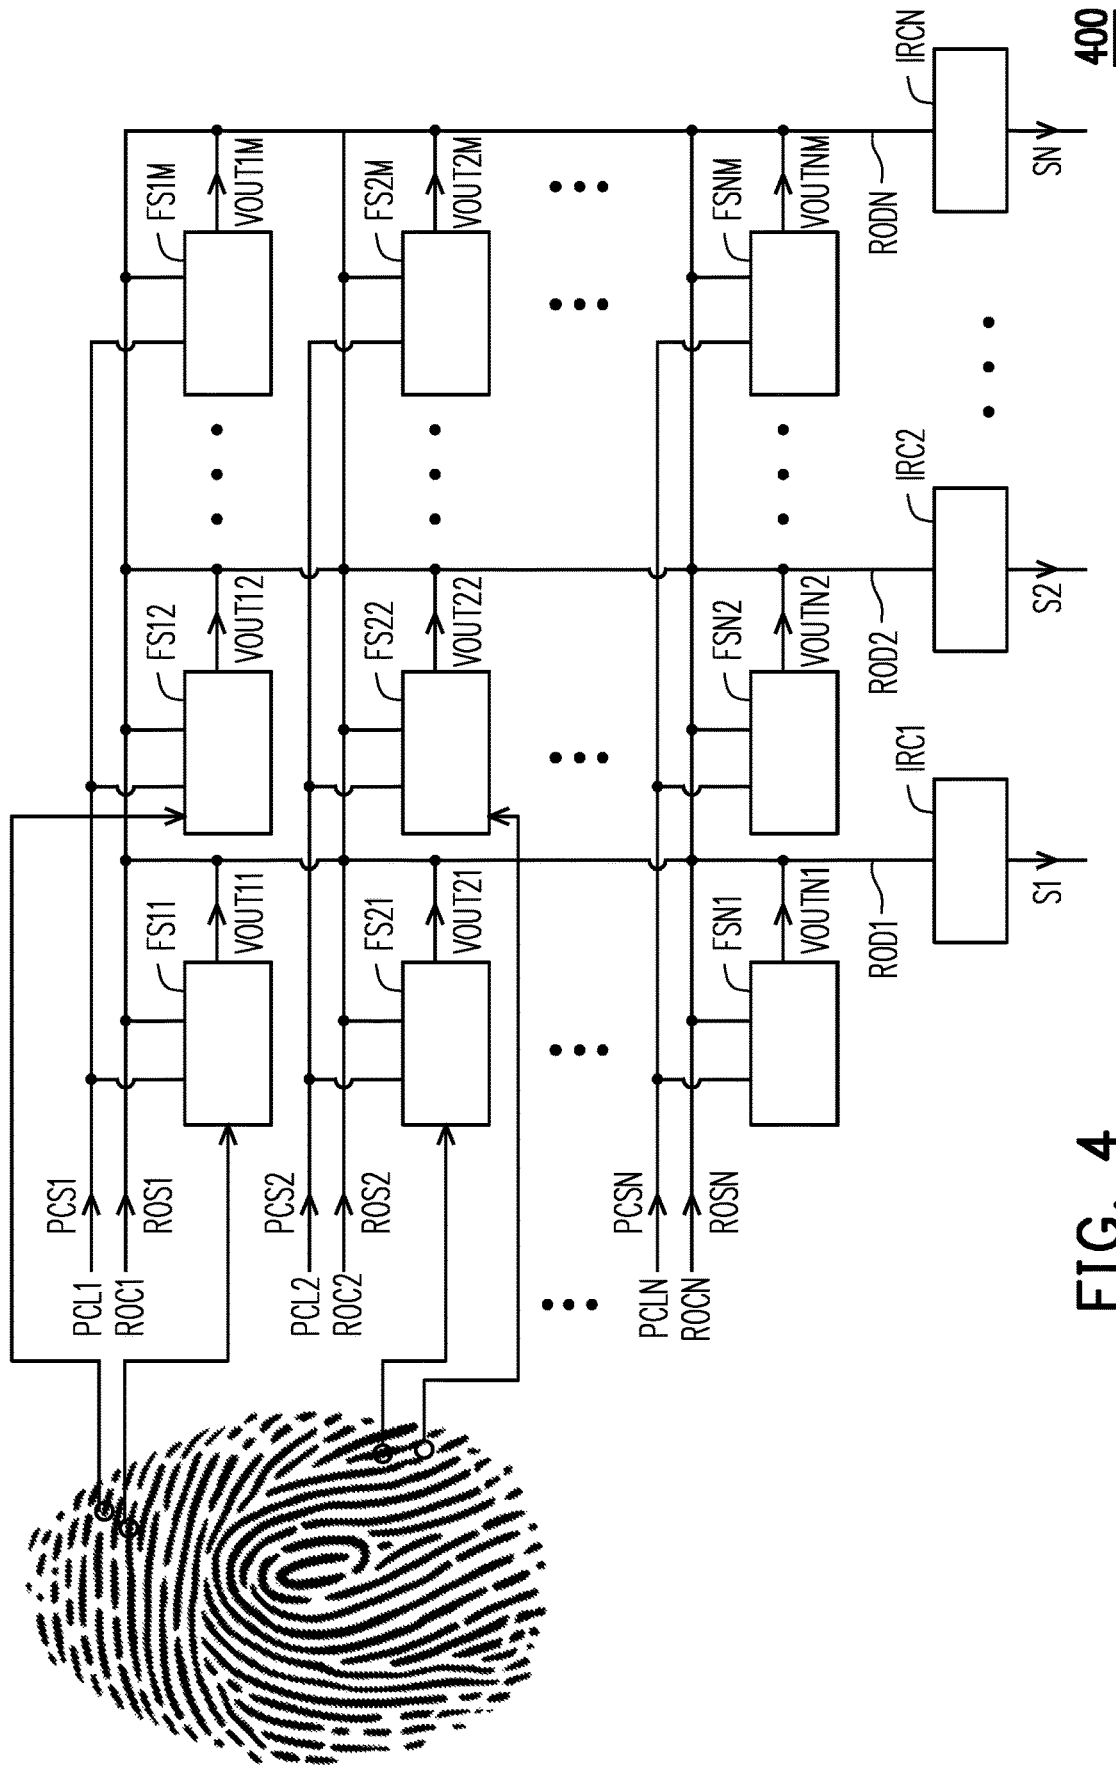 PCL1
PCS1
ROC1
ROS1
FS11
VOUT11
FS12
VOUT12
FS1M
VOUT1M
PCL2
PCS2
ROC2
ROS2
FS21
VOUT21
FS22
VOUT22
FS2M
VOUT2M
PCLN
PCSN
ROCN
ROSN
FSN1
VOUTN1
FSN2
VOUTN2
FSNM
VOUTNM
ROD1
ROD2
RODN
IRC1
IRC2
IRCN
S1
S2
SN
FIG. 4
400